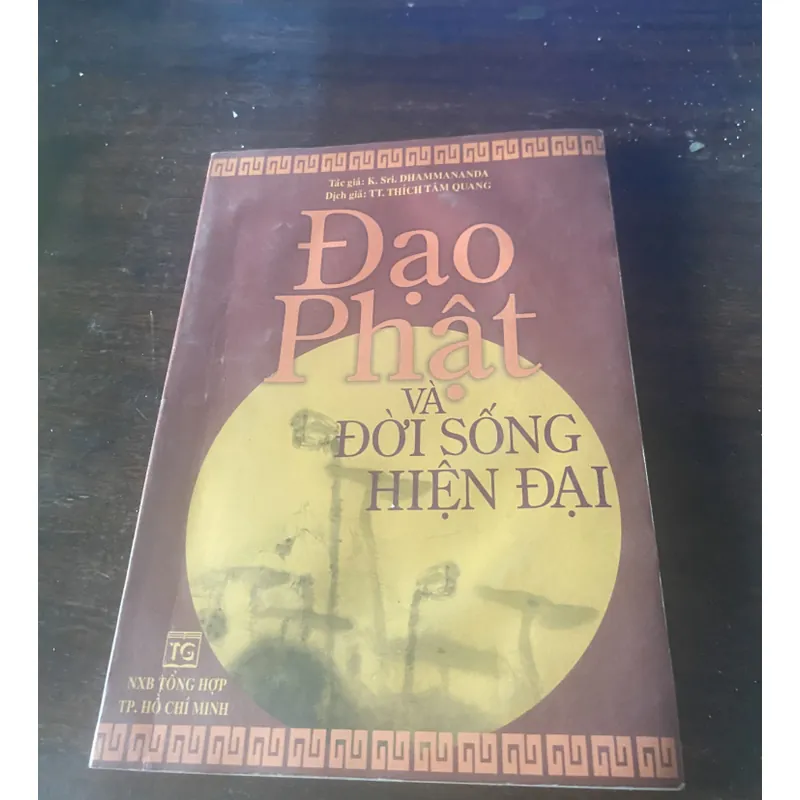 Tác giả: K. Sri. DHAMMANANDA
Dịch giả: TT. THÍCH TÂM QUANG
Đạo
Phật
VÀ
ĐỜI SỐNG
HIỆN ĐẠI
TG
NXB TỔNG HỢP
TP. HỒ CHÍ MINH